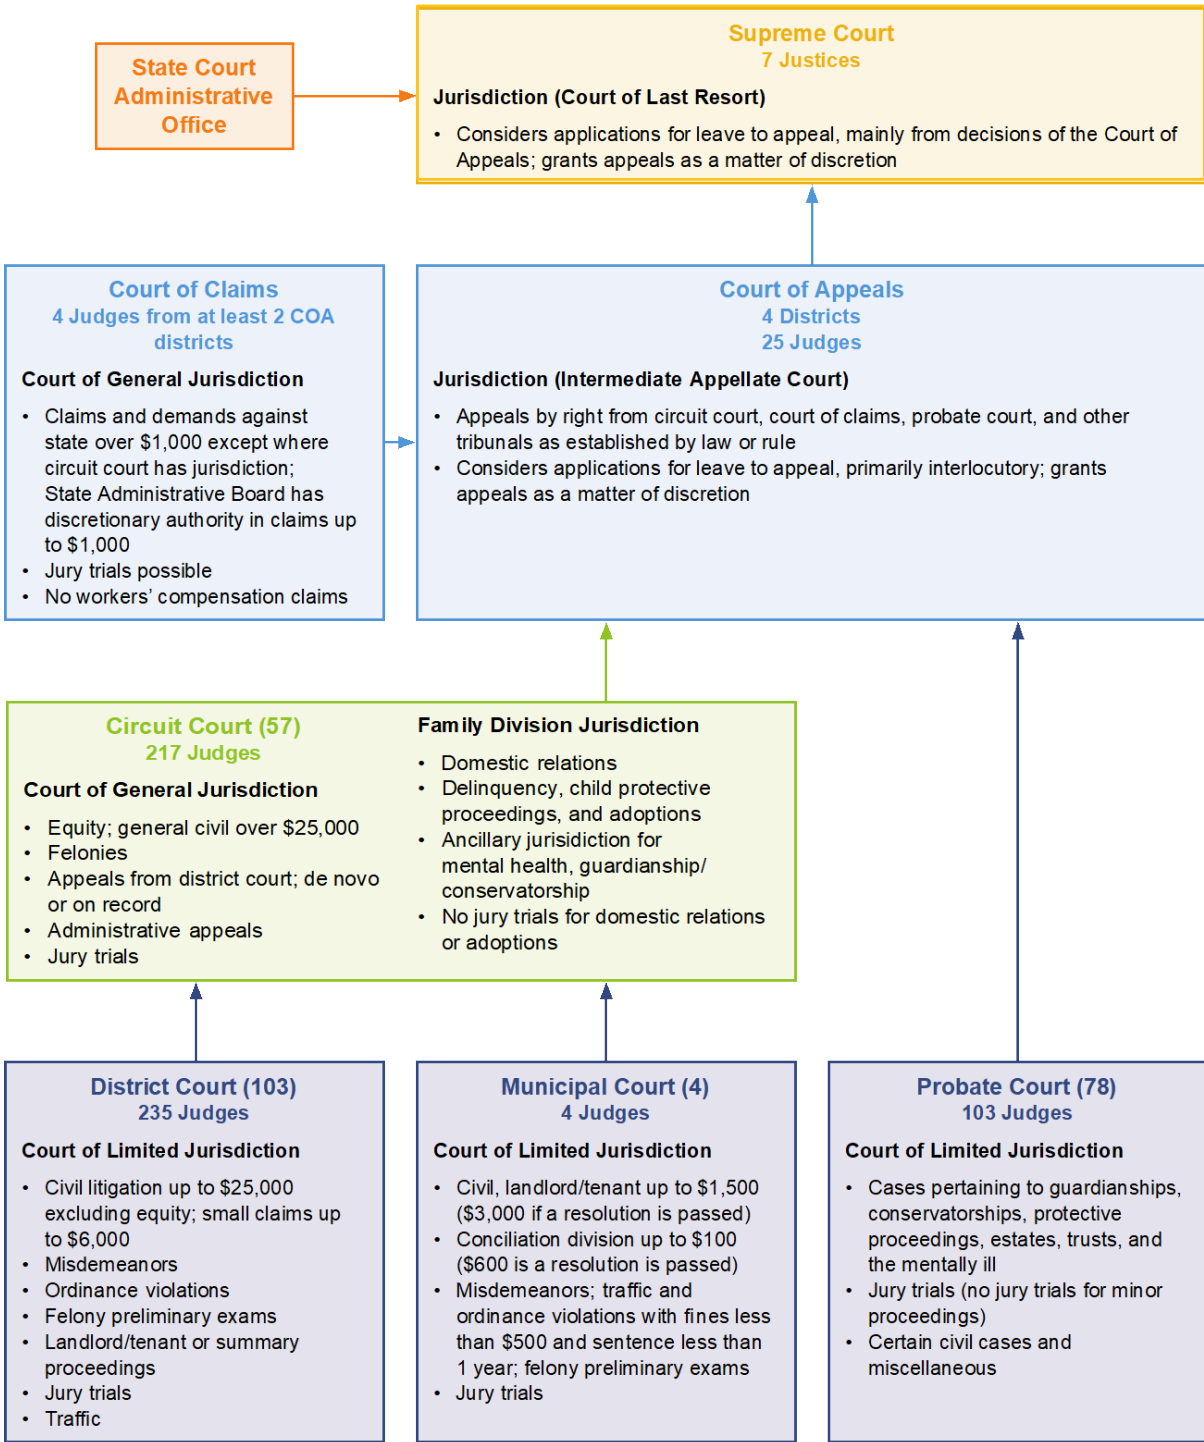 State Court
Administrative
Office
Supreme Court
7 Justices
Jurisdiction (Court of Last Resort)
• Considers applications for leave to appeal, mainly from decisions of the Court of
Appeals; grants appeals as a matter of discretion
Court of Claims
4 Judges from at least 2 COA
districts
Court of General Jurisdiction
• Claims and demands against
state over $1,000 except where
circuit court has jurisdiction;
State Administrative Board has
discretionary authority in claims up
to $1,000
• Jury trials possible
• No workers’ compensation claims
Court of Appeals
4 Districts
25 Judges
Jurisdiction (Intermediate Appellate Court)
• Appeals by right from circuit court, court of claims, probate court, and other
tribunals as established by law or rule
• Considers applications for leave to appeal, primarily interlocutory; grants
appeals as a matter of discretion
Circuit Court (57)
217 Judges
Court of General Jurisdiction
• Equity; general civil over $25,000
• Felonies
• Appeals from district court; de novo
or on record
• Administrative appeals
• Jury trials
Family Division Jurisdiction
• Domestic relations
• Delinquency, child protective
proceedings, and adoptions
• Ancillary jurisidiction for
mental health, guardianship/
conservatorship
• No jury trials for domestic relations
or adoptions
District Court (103)
235 Judges
Court of Limited Jurisdiction
• Civil litigation up to $25,000
excluding equity; small claims up
to $6,000
• Misdemeanors
• Ordinance violations
• Felony preliminary exams
• Landlord/tenant or summary
proceedings
• Jury trials
• Traffic
Municipal Court (4)
4 Judges
Court of Limited Jurisdiction
• Civil, landlord/tenant up to $1,500
($3,000 if a resolution is passed)
• Conciliation division up to $100
($600 is a resolution is passed)
• Misdemeanors; traffic and
ordinance violations with fines less
than $500 and sentence less than
1 year; felony preliminary exams
• Jury trials
Probate Court (78)
103 Judges
Court of Limited Jurisdiction
• Cases pertaining to guardianships,
conservatorships, protective
proceedings, estates, trusts, and
the mentally ill
• Jury trials (no jury trials for minor
proceedings)
• Certain civil cases and
miscellaneous